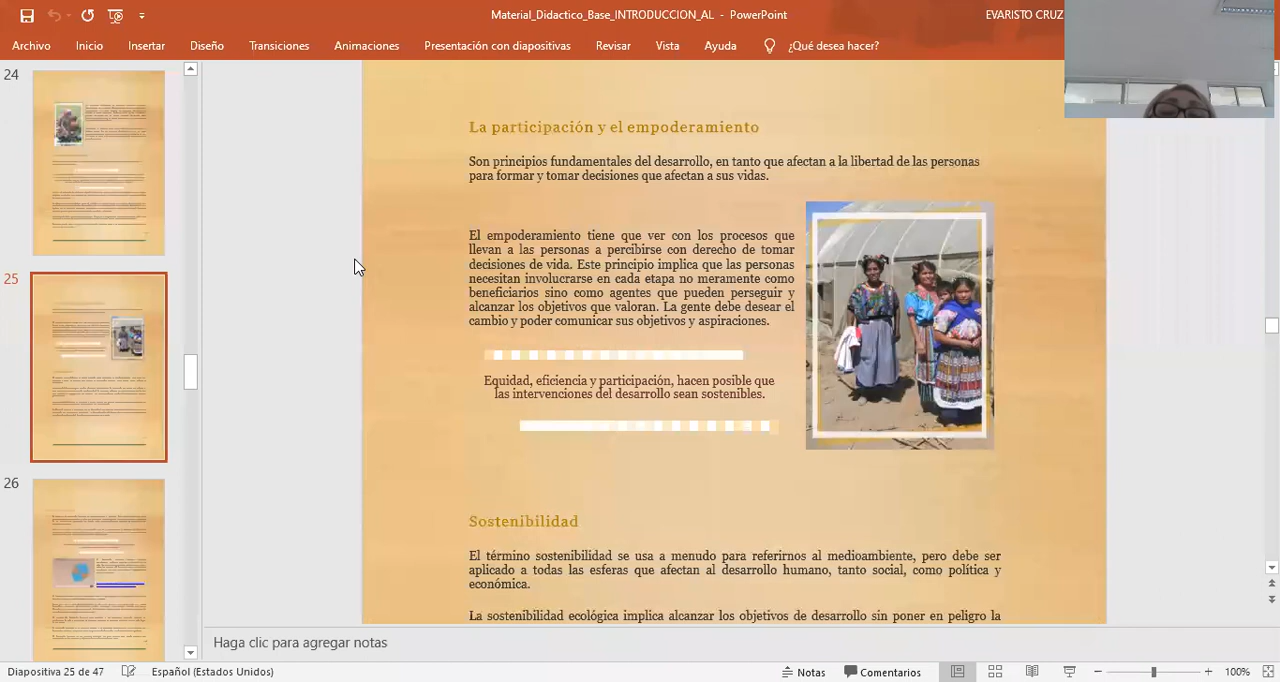 Material_Didactico_Base_INTRODUCCION_AL - PowerPoint
EVARISTO CRUZ
Archivo Inicio Insertar Diseño Transiciones Animaciones Presentación con diapositivas Revisar Vista Ayuda ¿Qué desea hacer?
24
25
26
La participación y el empoderamiento
Son principios fundamentales del desarrollo, en tanto que afectan a la libertad de las personas
para formar y tomar decisiones que afectan a sus vidas.
El empoderamiento tiene que ver con los procesos que
llevan a las personas a percibirse con derecho de tomar
decisiones de vida. Este principio implica que las personas
necesitan involucrarse en cada etapa no meramente como
beneficiarios sino como agentes que pueden perseguir y
alcanzar los objetivos que valoran. La gente debe desear el
cambio y poder comunicar sus objetivos y aspiraciones.
Equidad, eficiencia y participación, hacen posible que
las intervenciones del desarrollo sean sostenibles.
Sostenibilidad
El término sostenibilidad se usa a menudo para referirnos al medioambiente, pero debe ser
aplicado a todas las esferas que afectan al desarrollo humano, tanto social, como política y
económica.
La sostenibilidad ecológica implica alcanzar los objetivos de desarrollo sin poner en peligro la
Haga clic para agregar notas
Diapositiva 25 de 47 Español (Estados Unidos) Notas Comentarios 100%